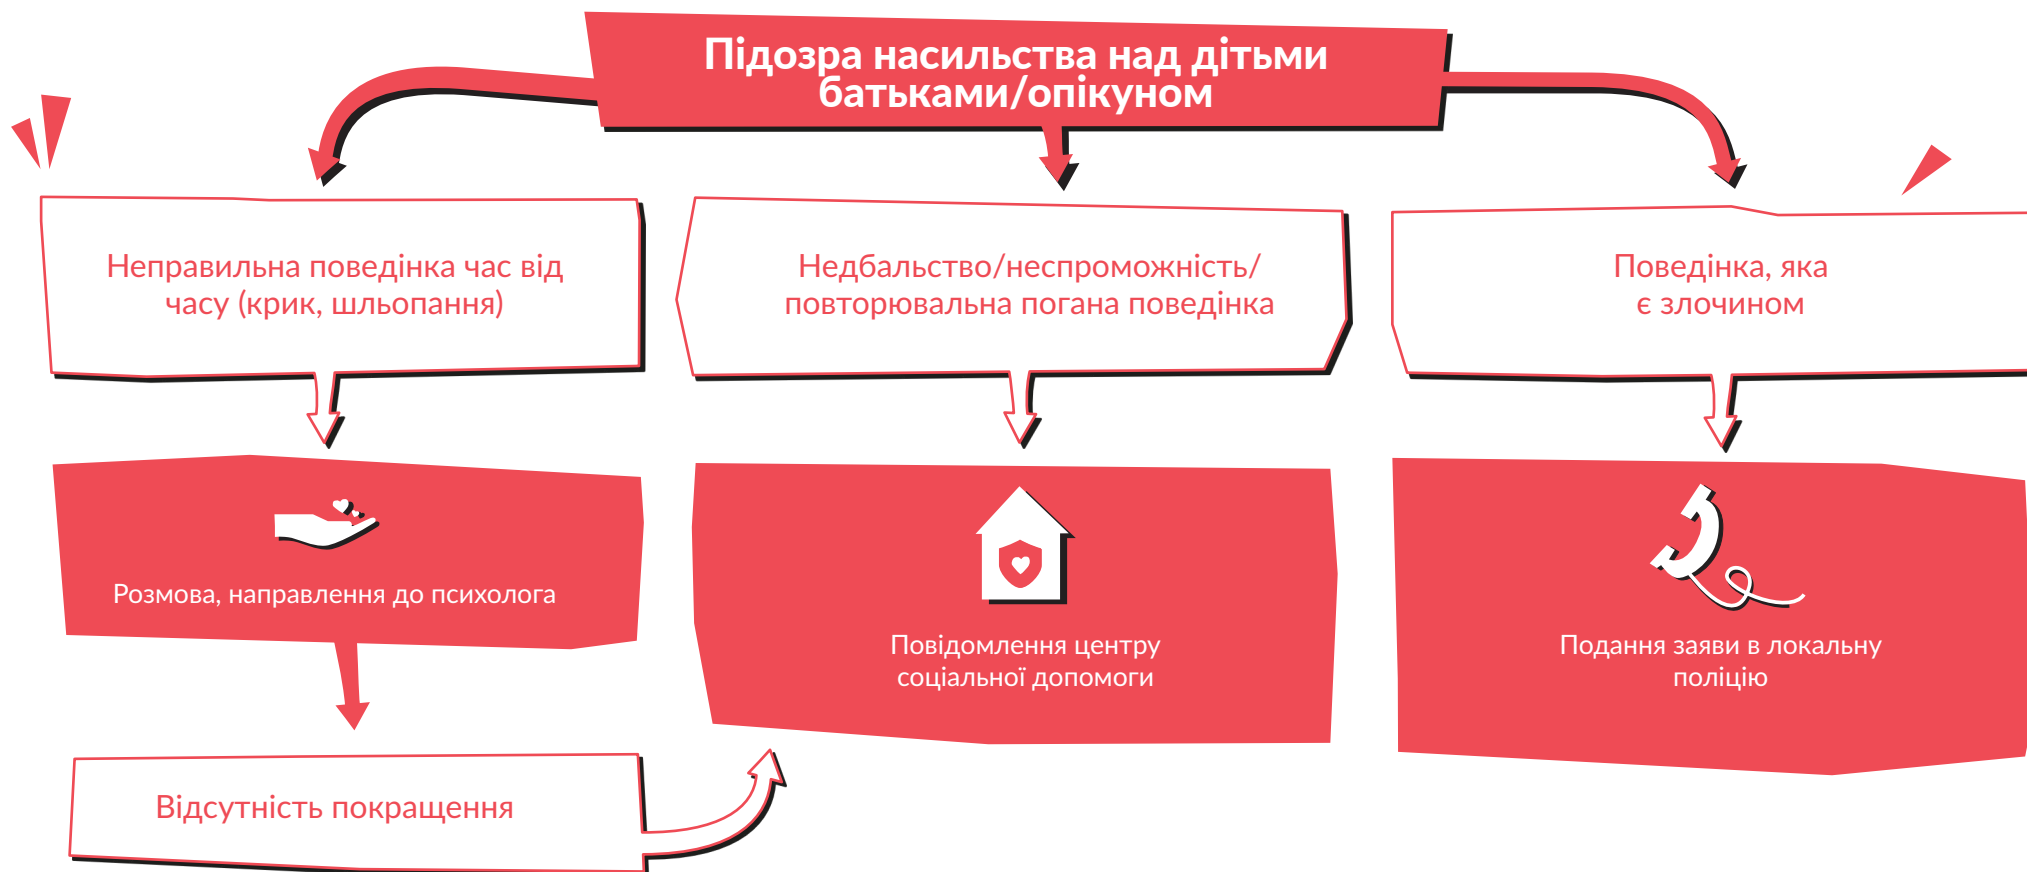 Підозра насильства над дітьми
батьками/опікуном
Неправильна поведінка час від
часу (крик, шльопання)
Недбальство/неспроможність/
повторювальна погана поведінка
Поведінка, яка
є злочином
Розмова, направлення до психолога
Повідомлення центру
соціальної допомоги
Подання заяви в локальну
поліцію
Відсутність покращення